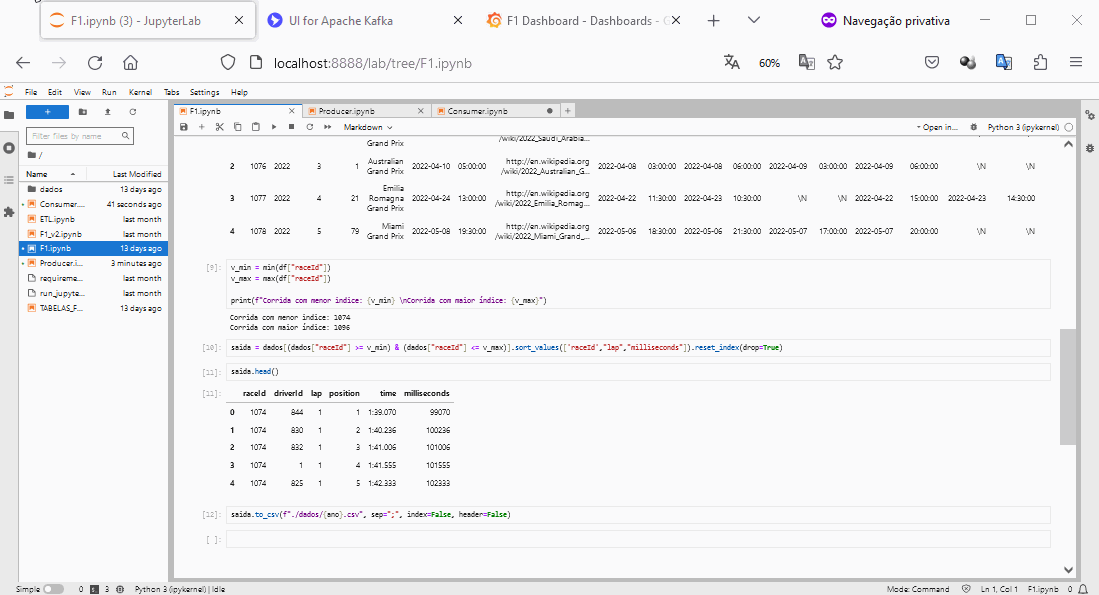 F1.ipynb (3) - JupyterLab
UI for Apache Kafka
F1 Dashboard - Dashboards - G
Navegação privativa
localhost:8888/lab/tree/F1.ipynb
60%
File Edit View Run Kernel Tabs Settings Help
F1.ipynb
Producer.ipynb
Consumer.ipynb
Markdown
Open in...
Python 3 (ipykernel)
Filter files by name
/
Name Last Modified
dados 13 days ago
Consumer.... 41 seconds ago
ETL.ipynb last month
F1_v2.ipynb last month
F1.ipynb 13 days ago
Producer.i... 3 minutes ago
requireme... last month
run_jupyte... last month
TABELAS_F... 13 days ago
Grand Prix /wiki/2022_Saudi_Arabia...
2 1076 2022 3 1 Australian Grand Prix 2022-04-10 05:00:00 http://en.wikipedia.org/wiki/2022_Australian_G... 2022-04-08 03:00:00 2022-04-08 06:00:00 2022-04-09 03:00:00 2022-04-09 06:00:00 \N \N
3 1077 2022 4 21 Emilia Romagna Grand Prix 2022-04-24 13:00:00 http://en.wikipedia.org/wiki/2022_Emilia_Romag... 2022-04-22 11:30:00 2022-04-23 10:30:00 \N \N 2022-04-22 15:00:00 2022-04-23 14:30:00
4 1078 2022 5 79 Miami Grand Prix 2022-05-08 19:30:00 http://en.wikipedia.org/wiki/2022_Miami_Grand_... 2022-05-06 18:30:00 2022-05-06 21:30:00 2022-05-07 17:00:00 2022-05-07 20:00:00 \N \N
[9]: v_min = min(df["raceId"])
v_max = max(df["raceId"])
print(f"Corrida com menor índice: {v_min} \nCorrida com maior índice: {v_max}")
Corrida com menor índice: 1074
Corrida com maior índice: 1096
[10]: saida = dados[(dados["raceId"] >= v_min) & (dados["raceId"] <= v_max)].sort_values(['raceId',"lap","milliseconds"]).reset_index(drop=True)
[11]: saida.head()
[11]: raceId driverId lap position time milliseconds
0 1074 844 1 1 1:39.070 99070
1 1074 830 1 2 1:40.236 100236
2 1074 832 1 3 1:41.006 101006
3 1074 1 1 4 1:41.555 101555
4 1074 825 1 5 1:42.333 102333
[12]: saida.to_csv(f"./dados/{ano}.csv", sep=";", index=False, header=False)
[ ]:
Simple 0 $_ 3 Python 3 (ipykernel) | Idle Mode: Command Ln 1, Col 1 F1.ipynb 0